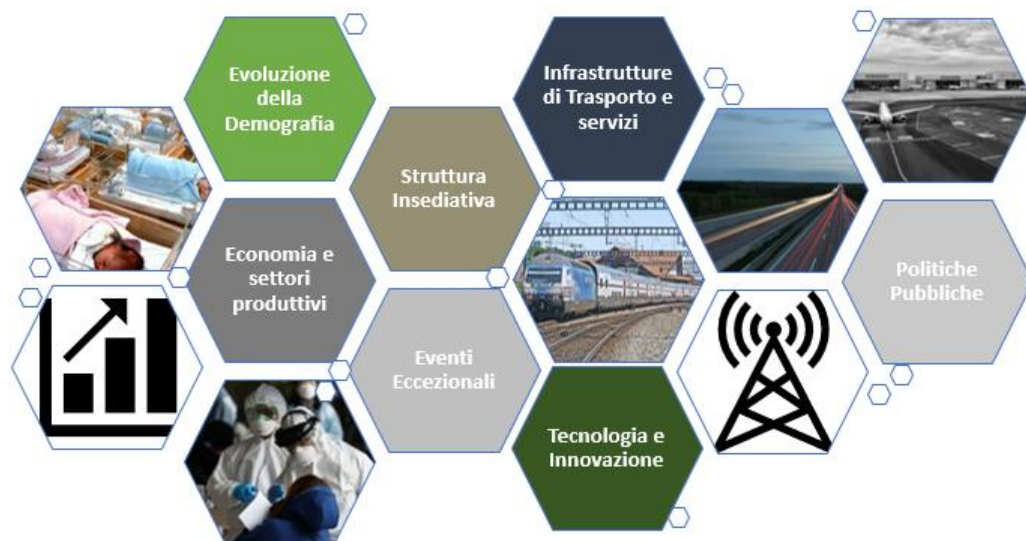 Evoluzione
della
Demografia
Infrastrutture
di Trasporto e
servizi
Struttura
Insediativa
Economia e
settori
produttivi
Politiche
Pubbliche
Eventi
Eccezionali
Tecnologia e
Innovazione